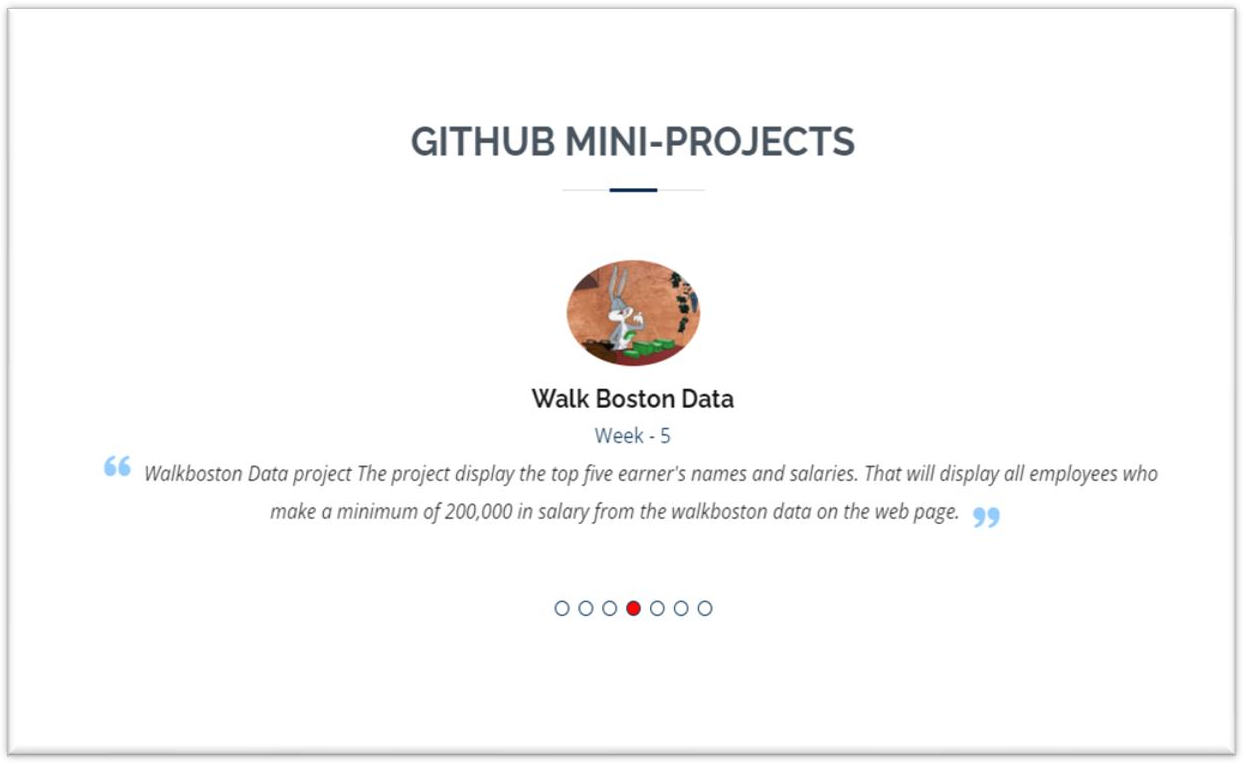 GITHUB MINI-PROJECTS
Walk Boston Data
Week - 5
“ Walkboston Data project The project display the top five earner's names and salaries. That will display all employees who
make a minimum of 200,000 in salary from the walkboston data on the web page. ”